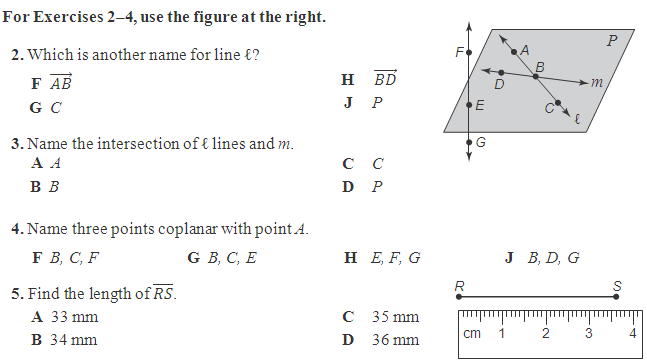 For Exercises 2–4, use the figure at the right.
2. Which is another name for line ℓ?
F AB H BD
G C J P
3. Name the intersection of ℓ lines and m.
A A C C
B B D P
4. Name three points coplanar with point A.
F B, C, F G B, C, E H E, F, G J B, D, G
5. Find the length of RS.
A 33 mm C 35 mm
B 34 mm D 36 mm
P
F
A
B
D
m
E
C
ℓ
G
R S
cm 1 2 3 4